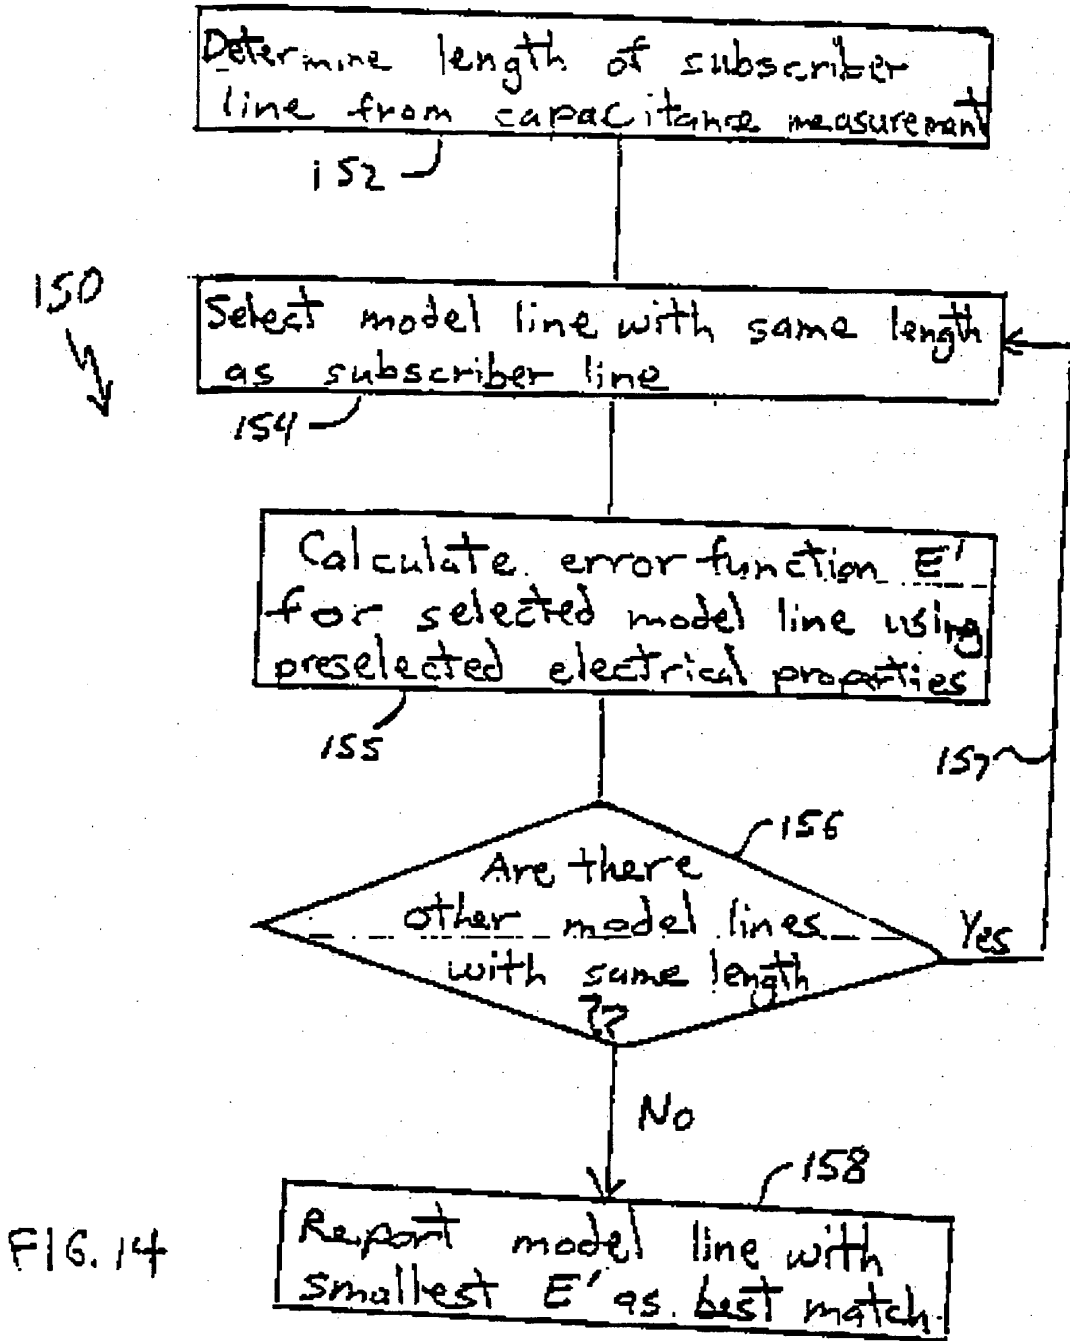 Determine length of subscriber
line from capacitance measurement
152
150
Select model line with same length
as subscriber line
154
Calculate error function E'
for selected model line using
preselected electrical properties
155
157
156
Are there
other model lines
with same length
??
Yes
No
158
Report model line with
smallest E' as best match.
FIG. 14